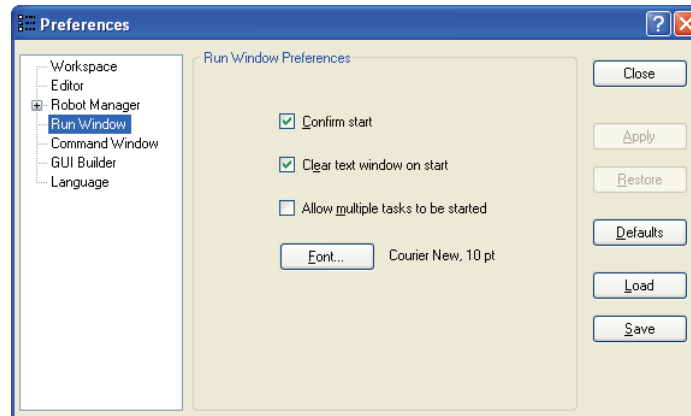 Preferences
Workspace
Editor
Robot Manager
Run Window
Command Window
GUI Builder
Language
Run Window Preferences
Confirm start
Clear text window on start
Allow multiple tasks to be started
Font... Courier New, 10 pt
Close
Apply
Restore
Defaults
Load
Save